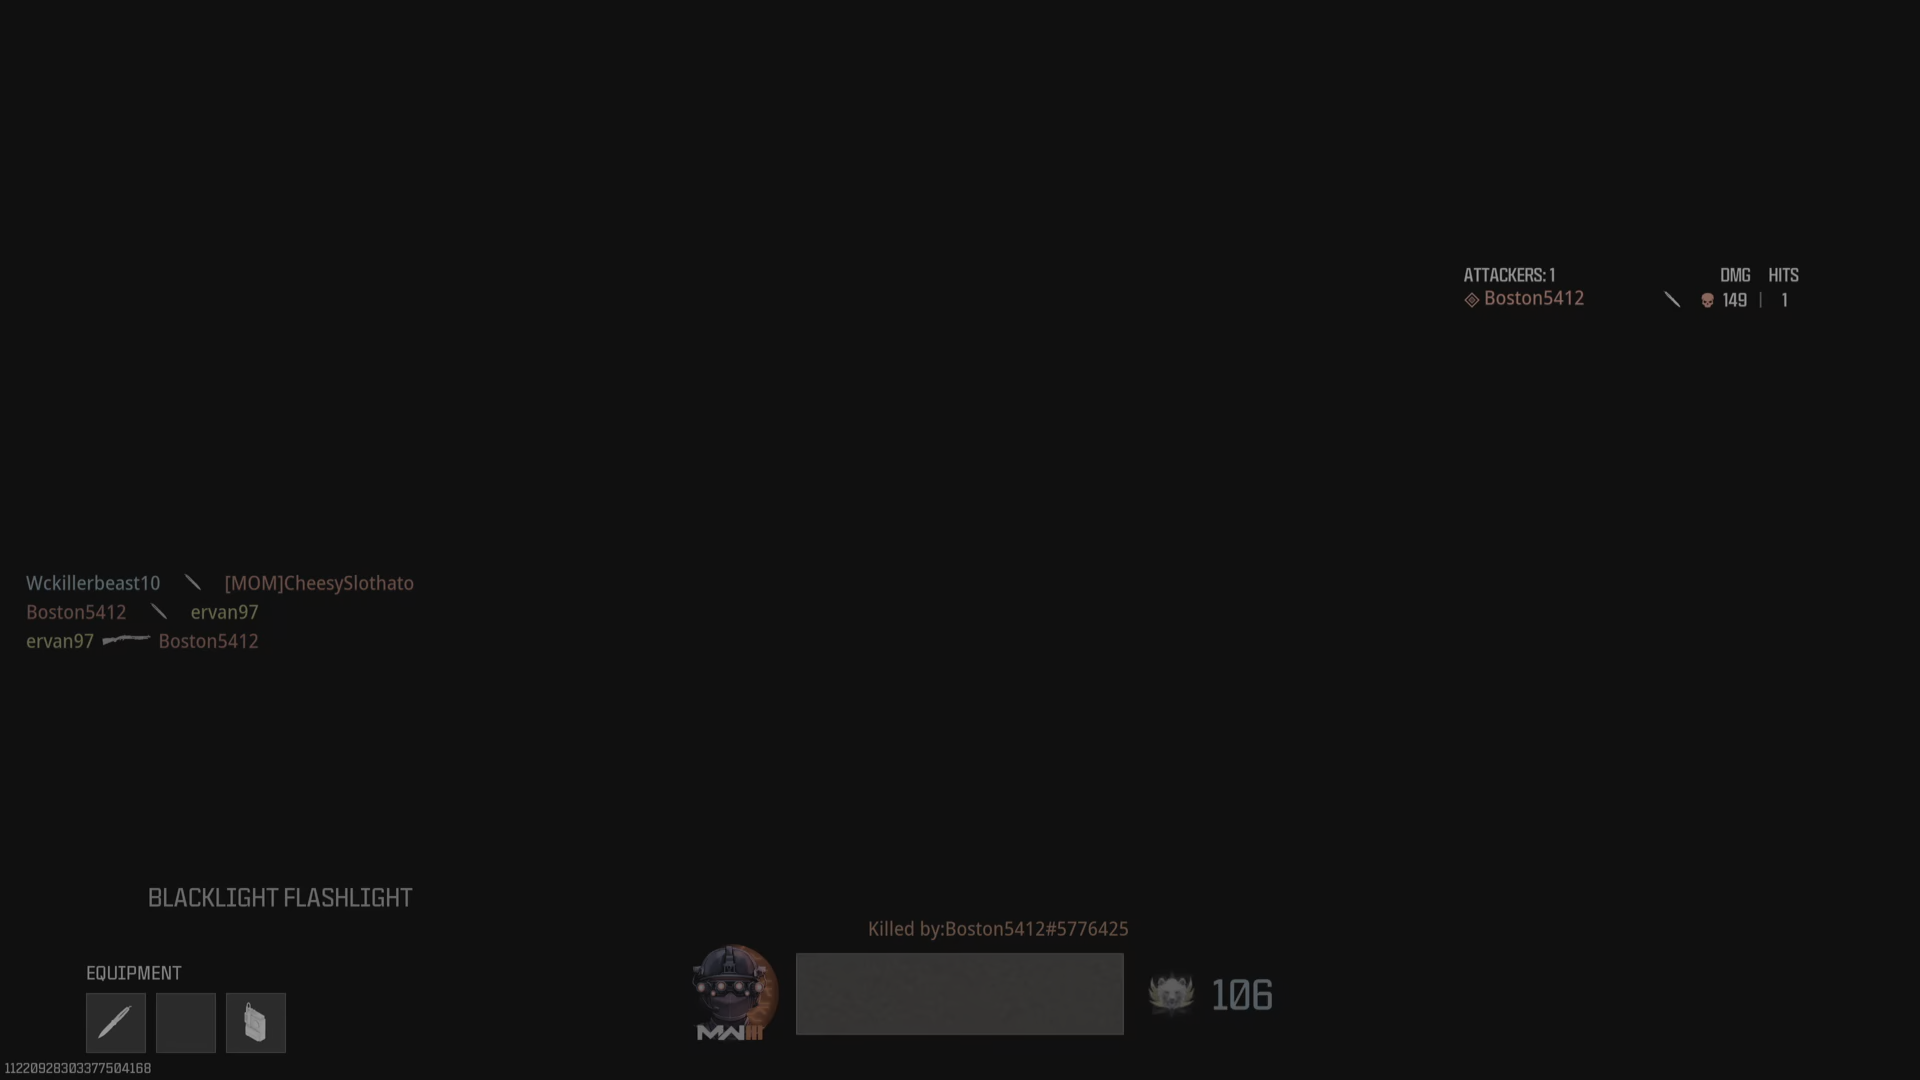 ATTACKERS: 1 DMG HITS
Boston5412 149 | 1
Wckillerbeast10 [MOM]CheesySlothato
Boston5412 ervan97
ervan97 Boston5412
BLACKLIGHT FLASHLIGHT
Killed by:Boston5412#5776425
EQUIPMENT
MWIII
106
11220928303377504168